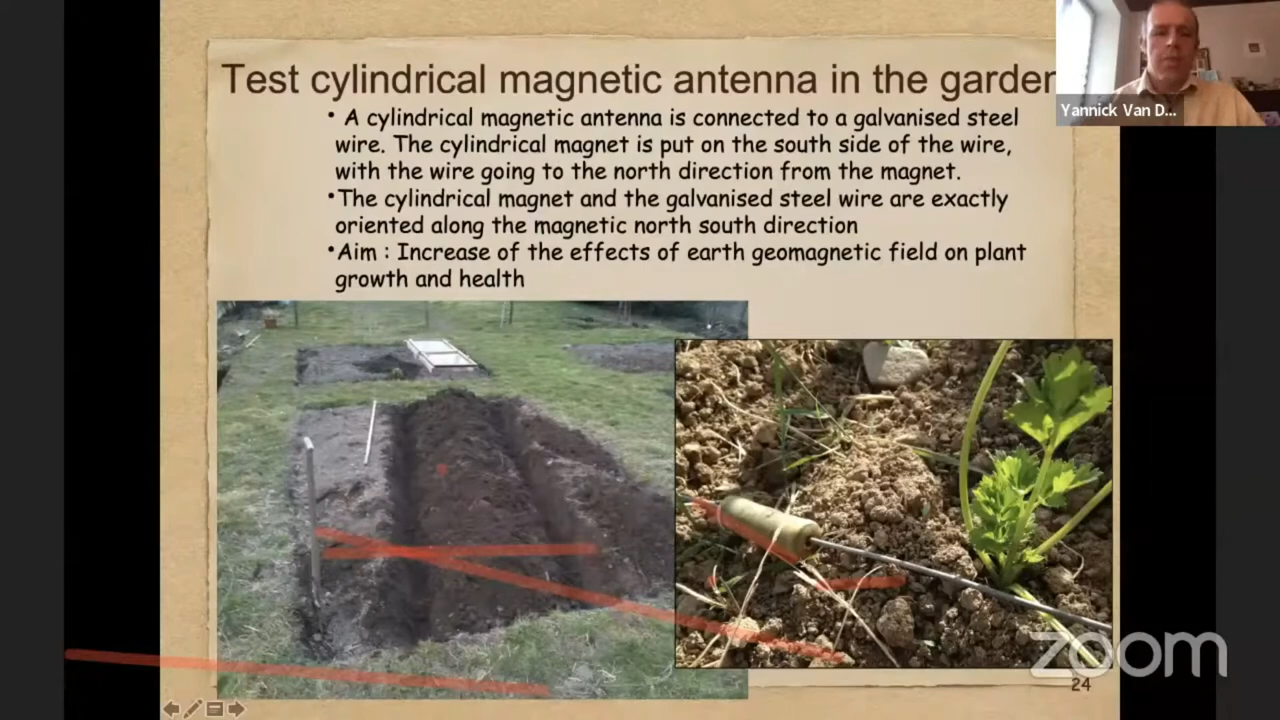 Test cylindrical magnetic antenna in the garden
Yannick Van D...
• A cylindrical magnetic antenna is connected to a galvanised steel
wire. The cylindrical magnet is put on the south side of the wire,
with the wire going to the north direction from the magnet.
•The cylindrical magnet and the galvanised steel wire are exactly
oriented along the magnetic north south direction
•Aim : Increase of the effects of earth geomagnetic field on plant
growth and health
zoom
24